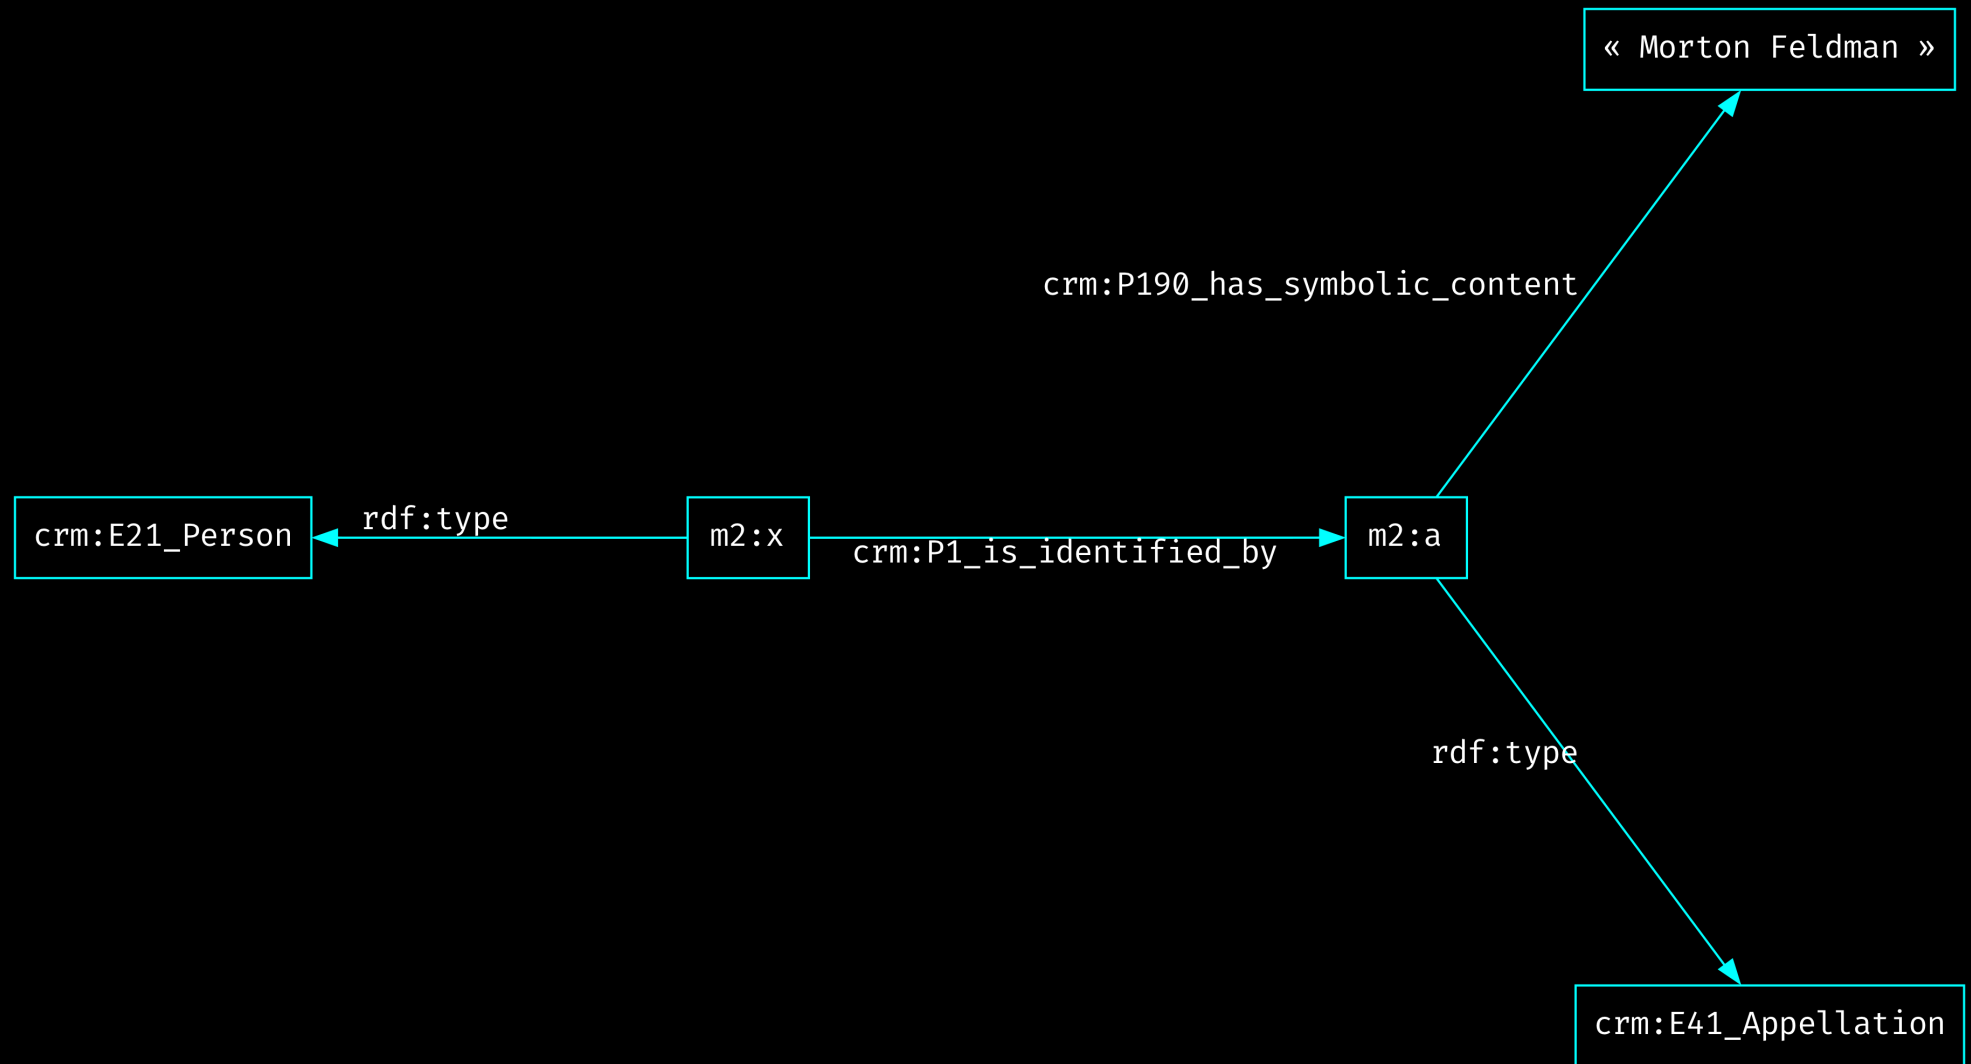 « Morton Feldman »
crm:P190_has_symbolic_content
crm:E21_Person
rdf:type
m2:x
crm:P1_is_identified_by
m2:a
rdf:type
crm:E41_Appellation